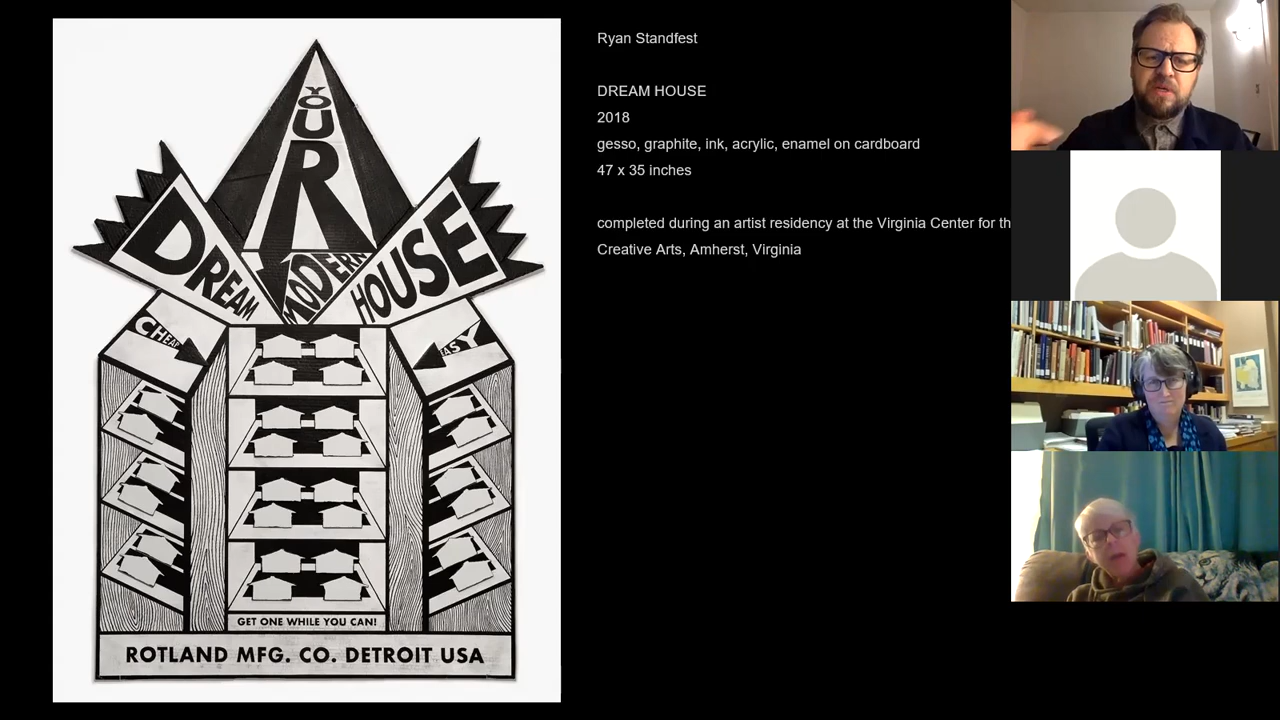 YOUR
MODERN
DREAM
HOUSE
CHEAP
EASY
GET ONE WHILE YOU CAN!
ROTLAND MFG. CO. DETROIT USA
Ryan Standfest
DREAM HOUSE
2018
gesso, graphite, ink, acrylic, enamel on cardboard
47 x 35 inches
completed during an artist residency at the Virginia Center for th
Creative Arts, Amherst, Virginia